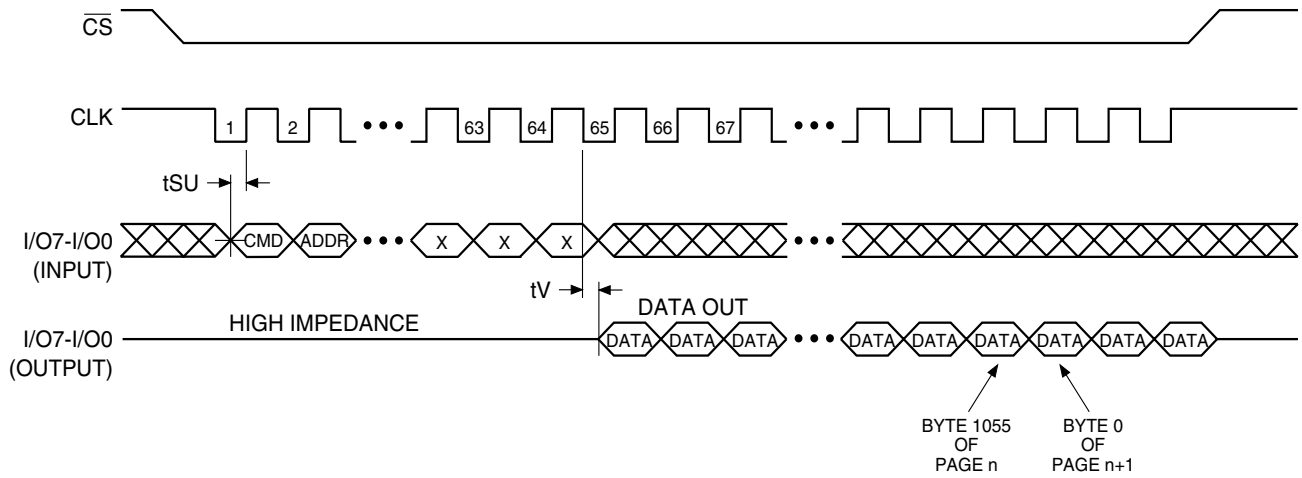 CS
CLK
1 2 ••• 63 64 65 66 67 •••
tSU
I/O7-I/O0
(INPUT)
CMD ADDR ••• X X X •••
tV
DATA OUT
HIGH IMPEDANCE
I/O7-I/O0
(OUTPUT)
DATA DATA DATA ••• DATA DATA DATA DATA DATA DATA
BYTE 1055
OF
PAGE n
BYTE 0
OF
PAGE n+1